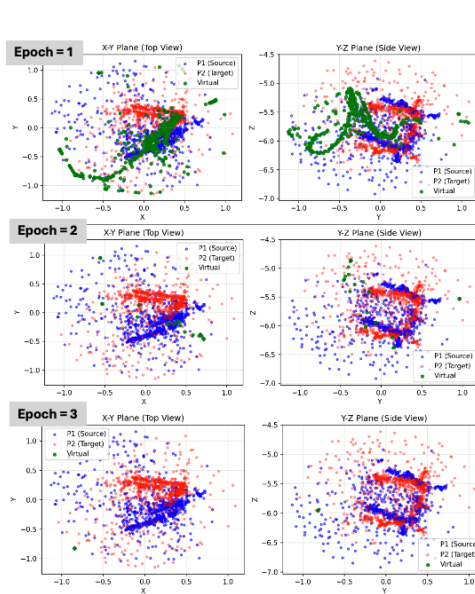 Epoch = 1
X-Y Plane (Top View)
Y-Z Plane (Side View)
P1 (Source)
P2 (Target)
Virtual
1.0
0.5
0.0
−0.5
−1.0
Y
−1.0 −0.5 0.0 0.5 1.0
X
−4.5
−5.0
−5.5
−6.0
−6.5
−7.0
Z
P1 (Source)
P2 (Target)
Virtual
−1.0 −0.5 0.0 0.5 1.0
Y
Epoch = 2
X-Y Plane (Top View)
Y-Z Plane (Side View)
P1 (Source)
P2 (Target)
Virtual
1.0
0.5
0.0
−0.5
−1.0
Y
−1.0 −0.5 0.0 0.5 1.0
X
−4.5
−5.0
−5.5
−6.0
−6.5
−7.0
Z
P1 (Source)
P2 (Target)
Virtual
−1.0 −0.5 0.0 0.5 1.0
Y
Epoch = 3
X-Y Plane (Top View)
Y-Z Plane (Side View)
P1 (Source)
P2 (Target)
Virtual
1.0
0.5
0.0
−0.5
−1.0
Y
−1.0 −0.5 0.0 0.5 1.0
X
−4.5
−5.0
−5.5
−6.0
−6.5
−7.0
Z
P1 (Source)
P2 (Target
Virtual
−1.0 −0.5 0.0 0.5 1.0
Y